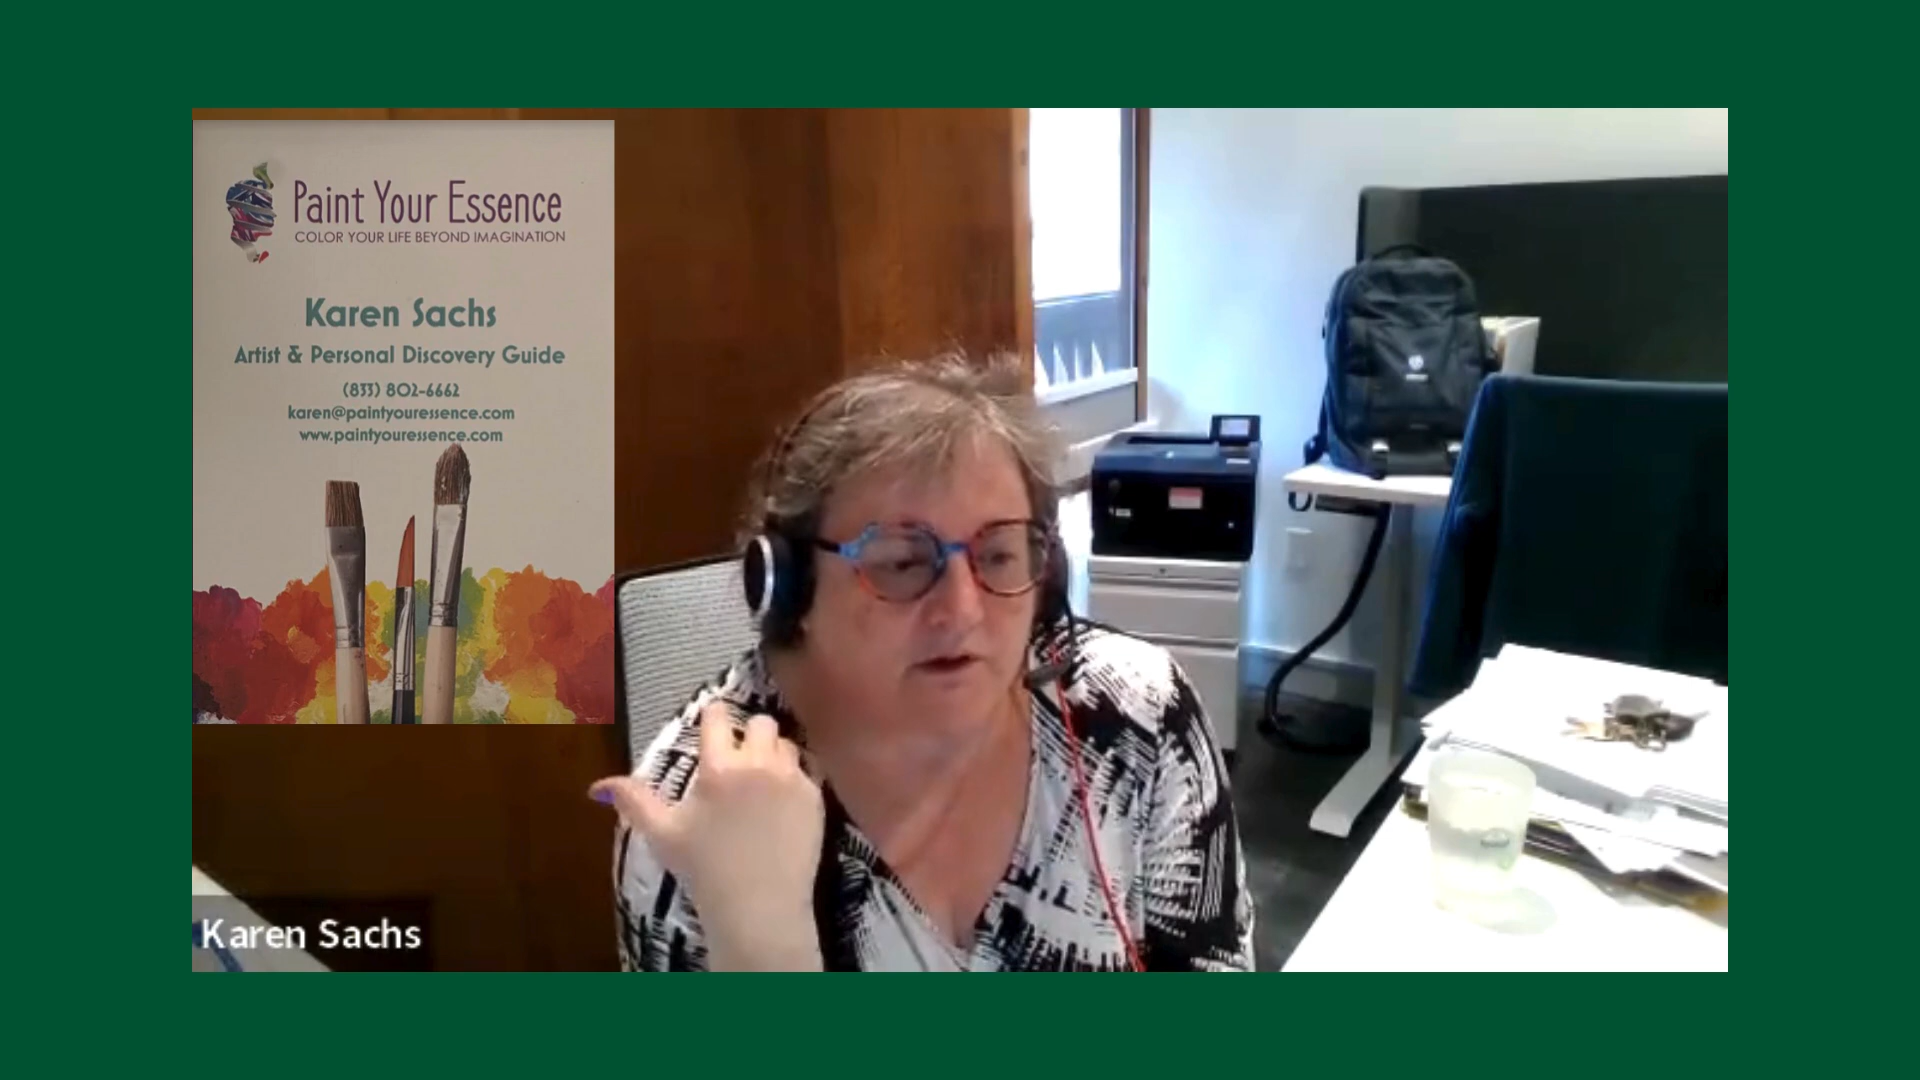 Paint Your Essence
COLOR YOUR LIFE BEYOND IMAGINATION
Karen Sachs
Artist & Personal Discovery Guide
(833) 802-6662
karen@paintyouressence.com
www.paintyouressence.com
Karen Sachs